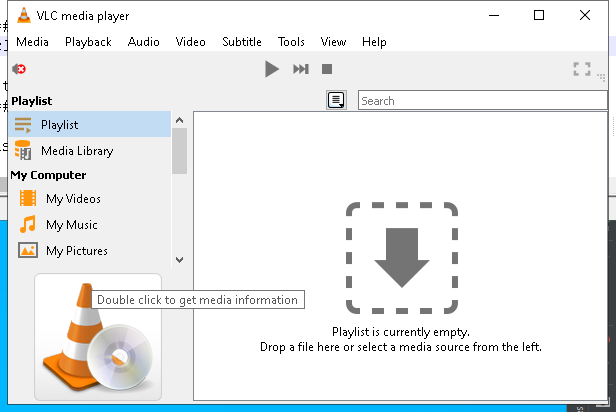 VLC media player
Media Playback Audio Video Subtitle Tools View Help
Playlist
Search
Playlist
Media Library
My Computer
My Videos
My Music
My Pictures
Double click to get media information
Playlist is currently empty.
Drop a file here or select a media source from the left.